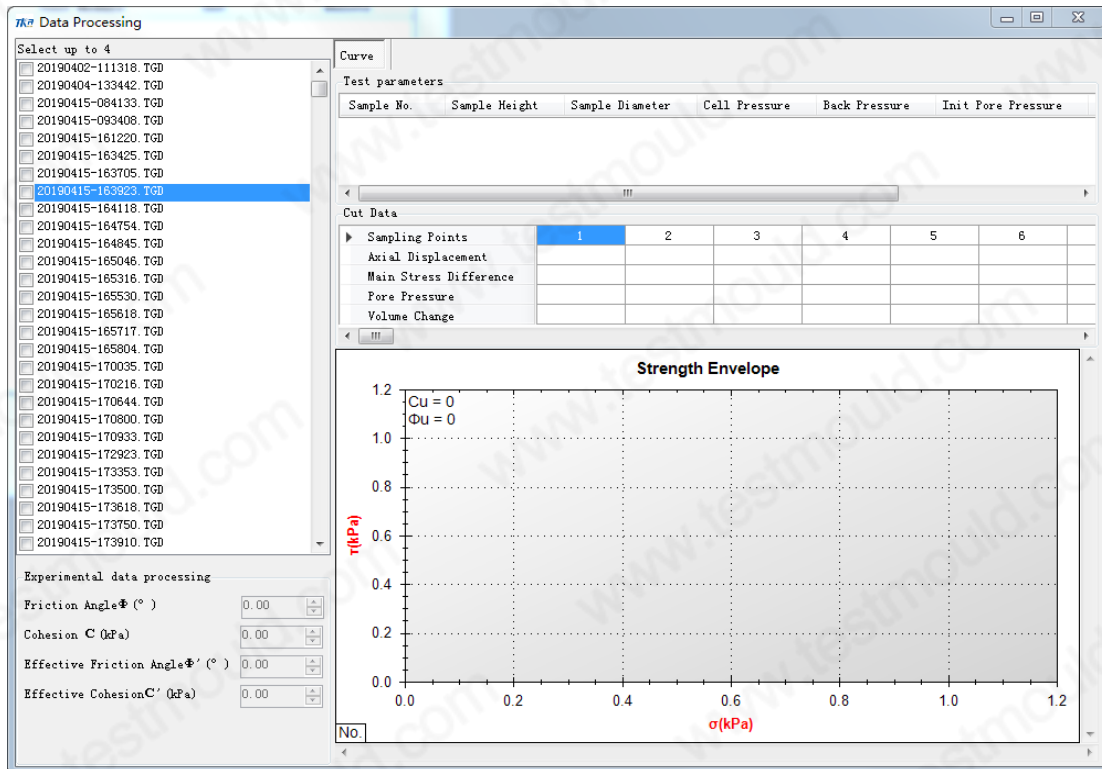 TKA Data Processing
Select up to 4
20190402-111318.TGD
20190404-133442.TGD
20190415-084133.TGD
20190415-093408.TGD
20190415-161220.TGD
20190415-163425.TGD
20190415-163705.TGD
20190415-163923.TGD
20190415-164118.TGD
20190415-164754.TGD
20190415-164845.TGD
20190415-165046.TGD
20190415-165316.TGD
20190415-165530.TGD
20190415-165618.TGD
20190415-165717.TGD
20190415-165804.TGD
20190415-170035.TGD
20190415-170216.TGD
20190415-170644.TGD
20190415-170800.TGD
20190415-170933.TGD
20190415-172923.TGD
20190415-173353.TGD
20190415-173500.TGD
20190415-173618.TGD
20190415-173750.TGD
20190415-173910.TGD
Experimental data processing
Friction AngleΦ (° ) 0.00
Cohesion C (kPa) 0.00
Effective Friction AngleΦ′ (° ) 0.00
Effective CohesionC′ (kPa) 0.00
Curve
Test parameters
Sample No. Sample Height Sample Diameter Cell Pressure Back Pressure Init Pore Pressure
Cut Data
Sampling Points 1 2 3 4 5 6
Axial Displacement
Main Stress Difference
Pore Pressure
Volume Change
Strength Envelope
Cu = 0
Φu = 0
1.2
1.0
0.8
0.6
0.4
0.2
0.0
τ(kPa)
0.0 0.2 0.4 0.6 0.8 1.0 1.2
σ(kPa)
No.
www.testmould.com